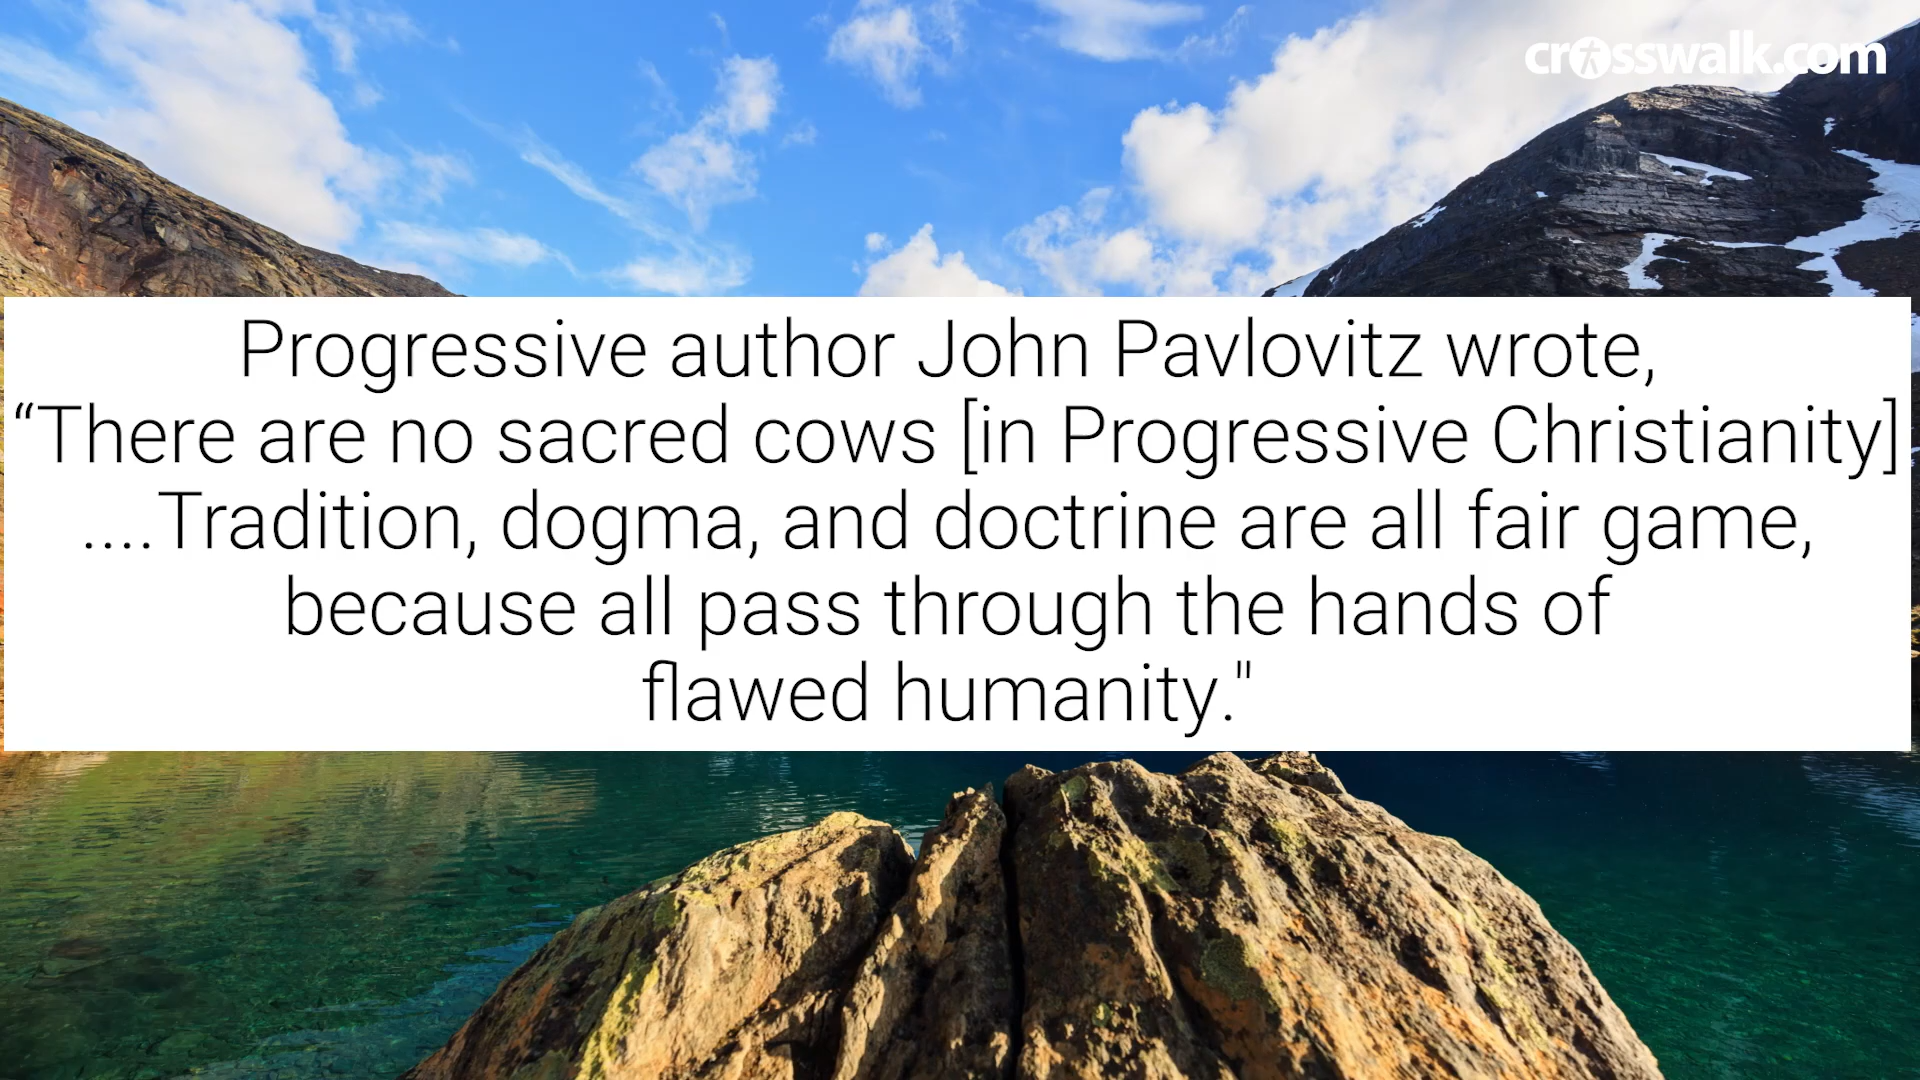 crosswalk.com
Progressive author John Pavlovitz wrote,
“There are no sacred cows [in Progressive Christianity]
....Tradition, dogma, and doctrine are all fair game,
because all pass through the hands of
flawed humanity."